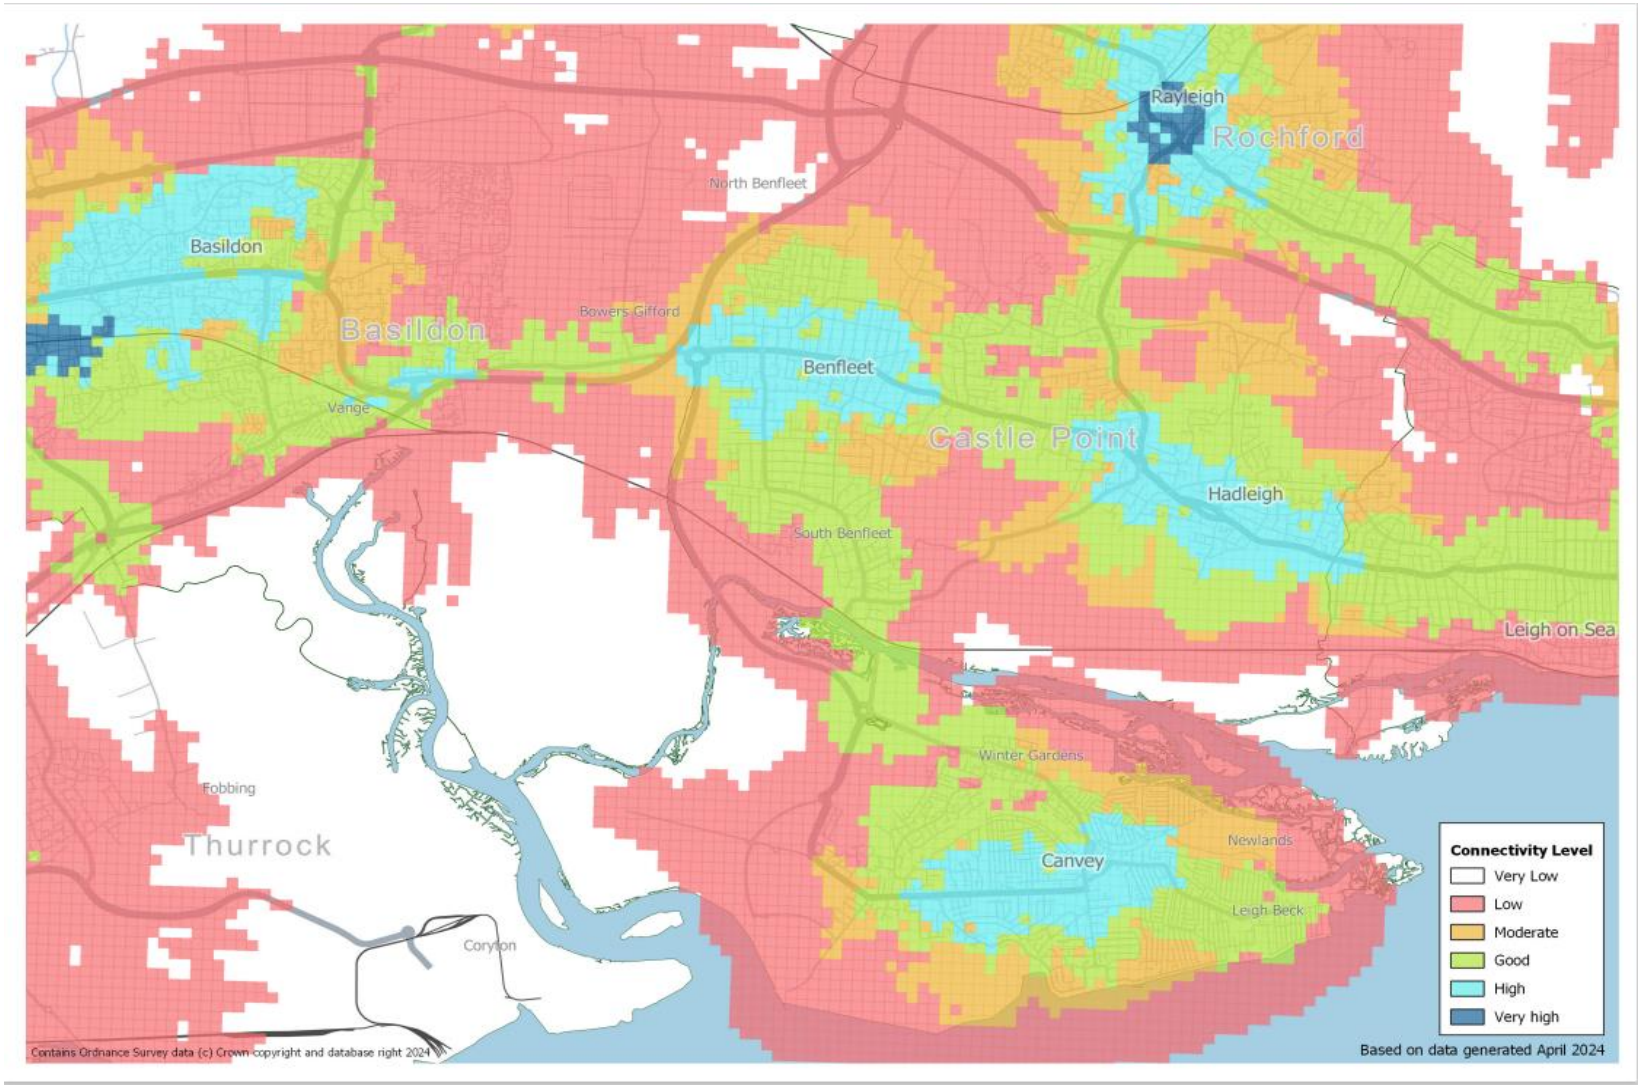 Rayleigh
Rochford
North Benfleet
Basildon
Bowers Gifford
Basildon
Benfleet
Vange
Castle Point
Hadleigh
South Benfleet
Leigh on Sea
Winter Gardens
Fobbing
Thurrock
Newlands
Canvey
Leigh Beck
Coryton
Connectivity Level
Very Low
Low
Moderate
Good
High
Very high
Contains Ordnance Survey data (c) Crown copyright and database right 2024
Based on data generated April 2024